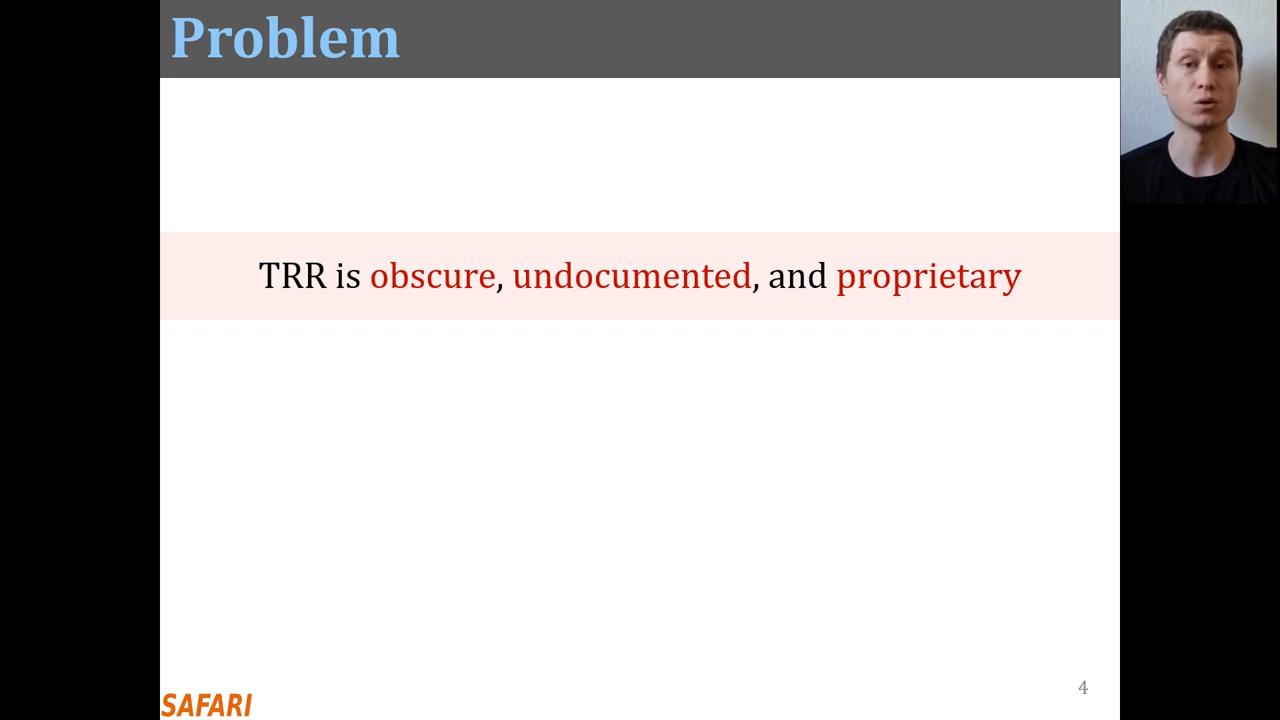 Problem
TRR is obscure, undocumented, and proprietary
SAFARI
4